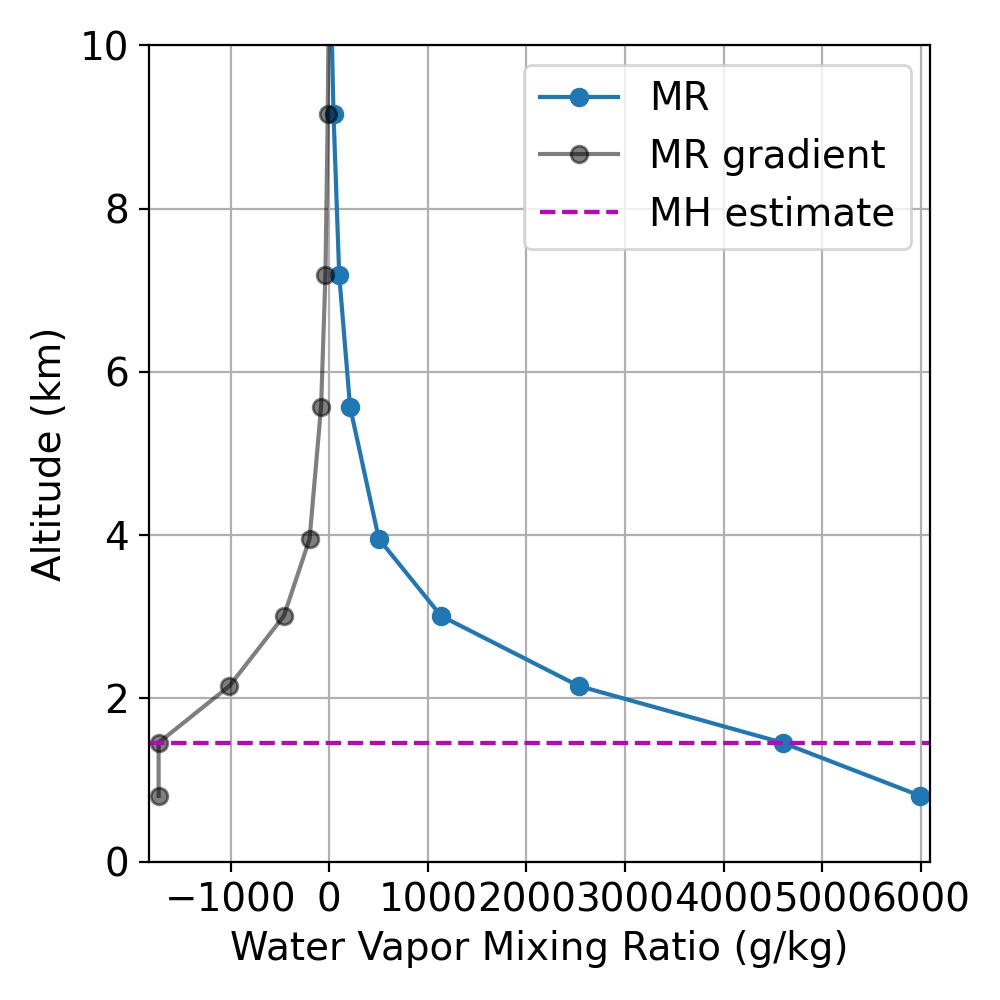 10
8
6
4
2
0
Altitude (km)
MR
MR gradient
MH estimate
−1000 0 1000 2000 3000 4000 5000 6000
Water Vapor Mixing Ratio (g/kg)